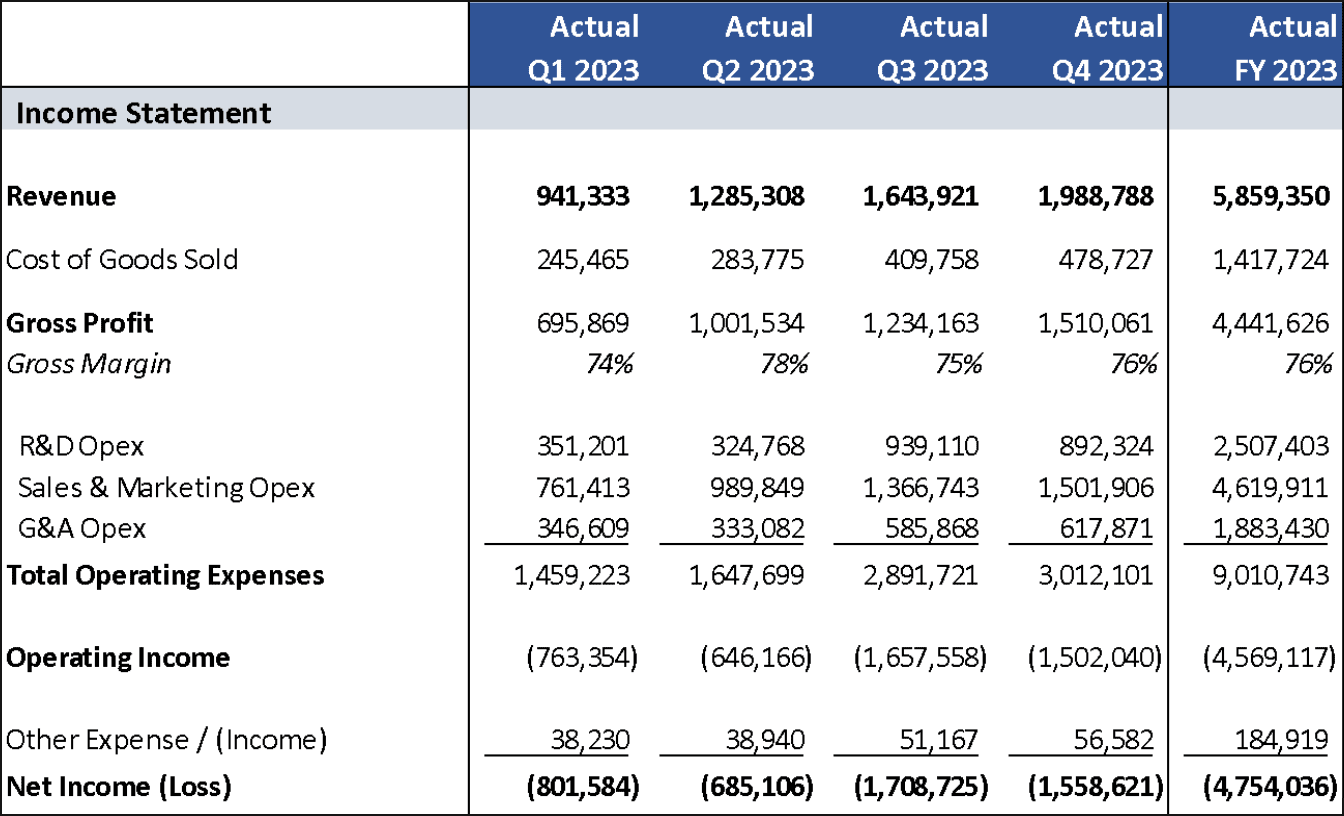 Actual Actual Actual Actual Actual
Q1 2023 Q2 2023 Q3 2023 Q4 2023 FY 2023
Income Statement
Revenue 941,333 1,285,308 1,643,921 1,988,788 5,859,350
Cost of Goods Sold 245,465 283,775 409,758 478,727 1,417,724
Gross Profit 695,869 1,001,534 1,234,163 1,510,061 4,441,626
Gross Margin 74% 78% 75% 76% 76%
R&D Opex 351,201 324,768 939,110 892,324 2,507,403
Sales & Marketing Opex 761,413 989,849 1,366,743 1,501,906 4,619,911
G&A Opex 346,609 333,082 585,868 617,871 1,883,430
Total Operating Expenses 1,459,223 1,647,699 2,891,721 3,012,101 9,010,743
Operating Income (763,354) (646,166) (1,657,558) (1,502,040) (4,569,117)
Other Expense / (Income) 38,230 38,940 51,167 56,582 184,919
Net Income (Loss) (801,584) (685,106) (1,708,725) (1,558,621) (4,754,036)